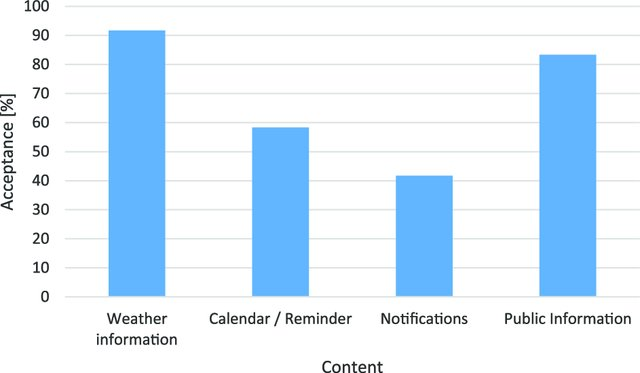 100
90
80
70
60
50
40
30
20
10
0
Acceptance [%]
Weather
information
Calendar / Reminder
Notifications
Public Information
Content